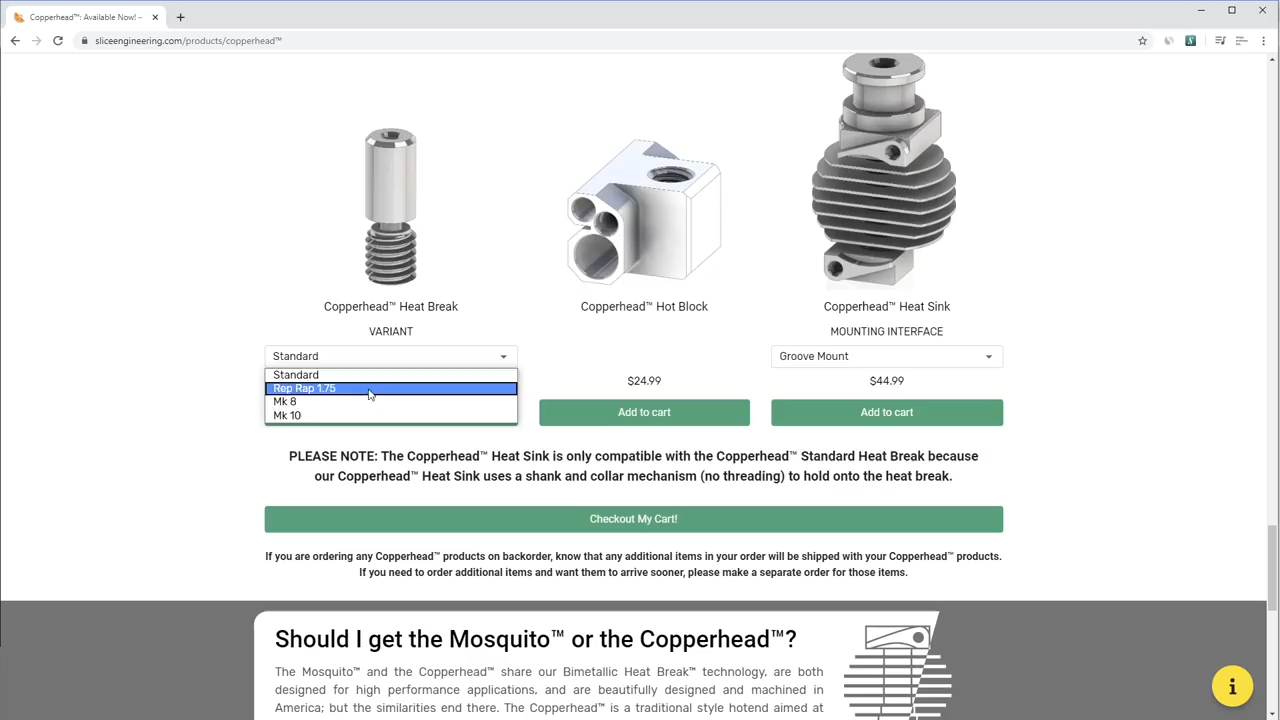 Copperhead™: Available Now! –
sliceengineering.com/products/copperhead™
Copperhead™ Heat Break
Copperhead™ Hot Block
Copperhead™ Heat Sink
VARIANT
MOUNTING INTERFACE
Standard
Groove Mount
Standard
Rep Rap 1.75
Mk 8
Mk 10
$24.99
$44.99
Add to cart
Add to cart
PLEASE NOTE: The Copperhead™ Heat Sink is only compatible with the Copperhead™ Standard Heat Break because
our Copperhead™ Heat Sink uses a shank and collar mechanism (no threading) to hold onto the heat break.
Checkout My Cart!
If you are ordering any Copperhead™ products on backorder, know that any additional items in your order will be shipped with your Copperhead™ products.
If you need to order additional items and want them to arrive sooner, please make a separate order for those items.
Should I get the Mosquito™ or the Copperhead™?
The Mosquito™ and the Copperhead™ share our Bimetallic Heat Break™ technology, are both
designed for high performance applications, and are beautifully designed and machined in
America; but the similarities end there. The Copperhead™ is a traditional style hotend aimed at